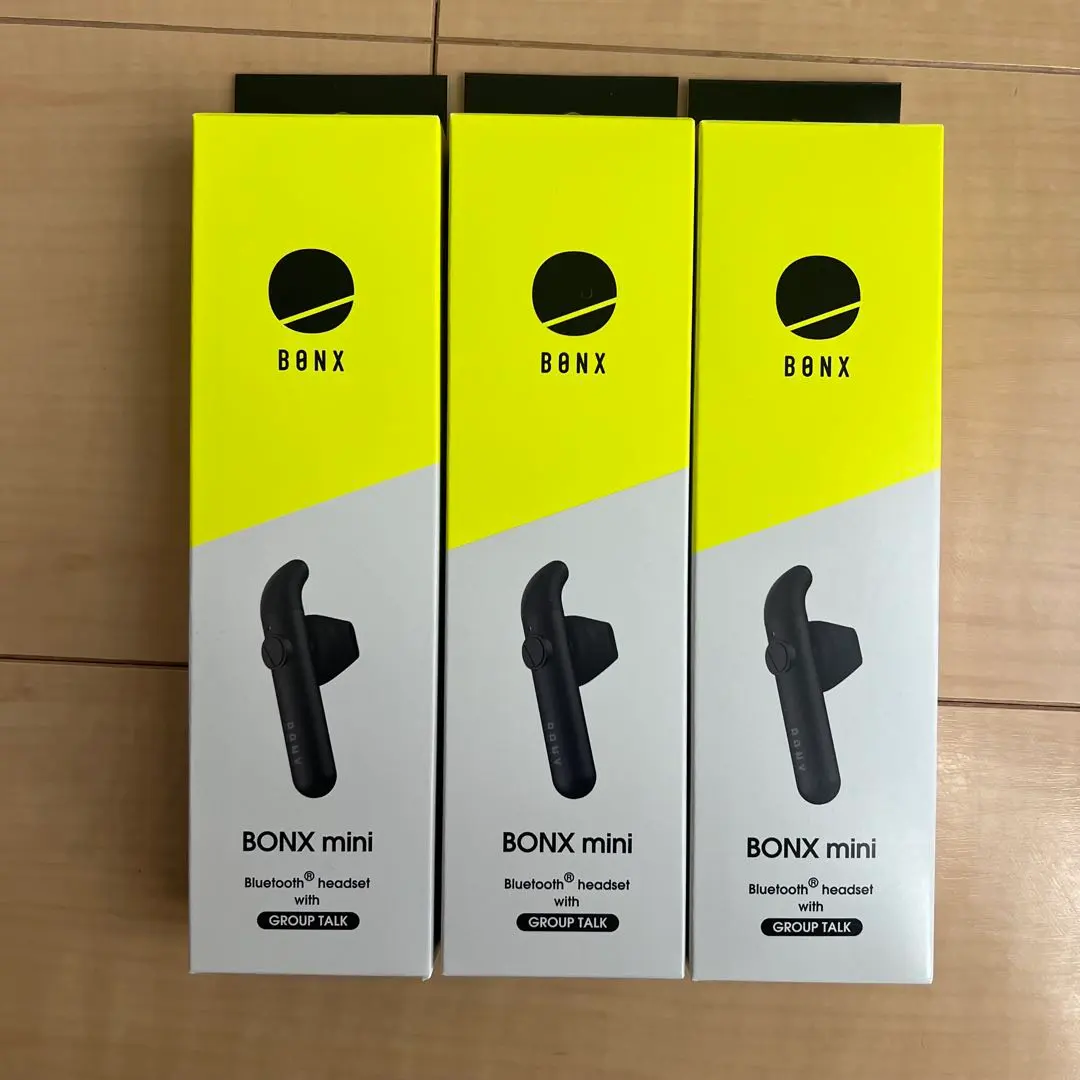 BONX
BONX mini
Bluetooth® headset
with
GROUP TALK
BONX
BONX mini
Bluetooth® headset
with
GROUP TALK
BONX
BONX mini
Bluetooth® headset
with
GROUP TALK